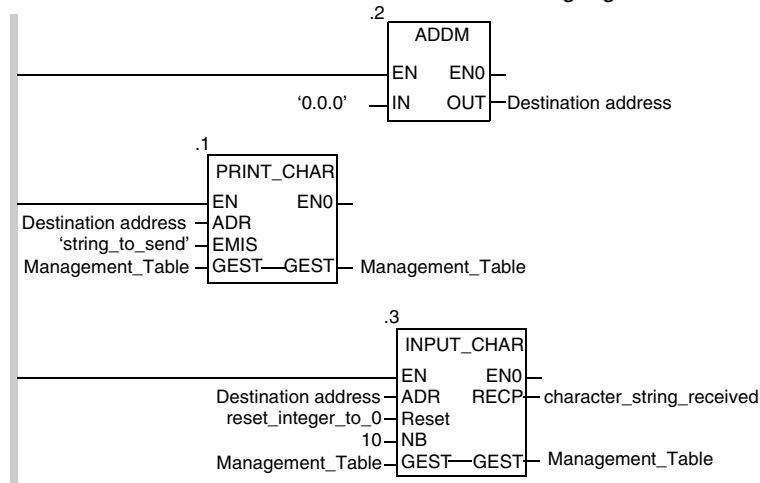 .2
ADDM
EN EN0
‘0.0.0’ IN OUT Destination address
.1
PRINT_CHAR
EN EN0
Destination address ADR
‘string_to_send’ EMIS
Management_Table GEST GEST Management_Table
.3
INPUT_CHAR
EN EN0
Destination address ADR RECP character_string_received
reset_integer_to_0 Reset
10 NB
Management_Table GEST GEST Management_Table